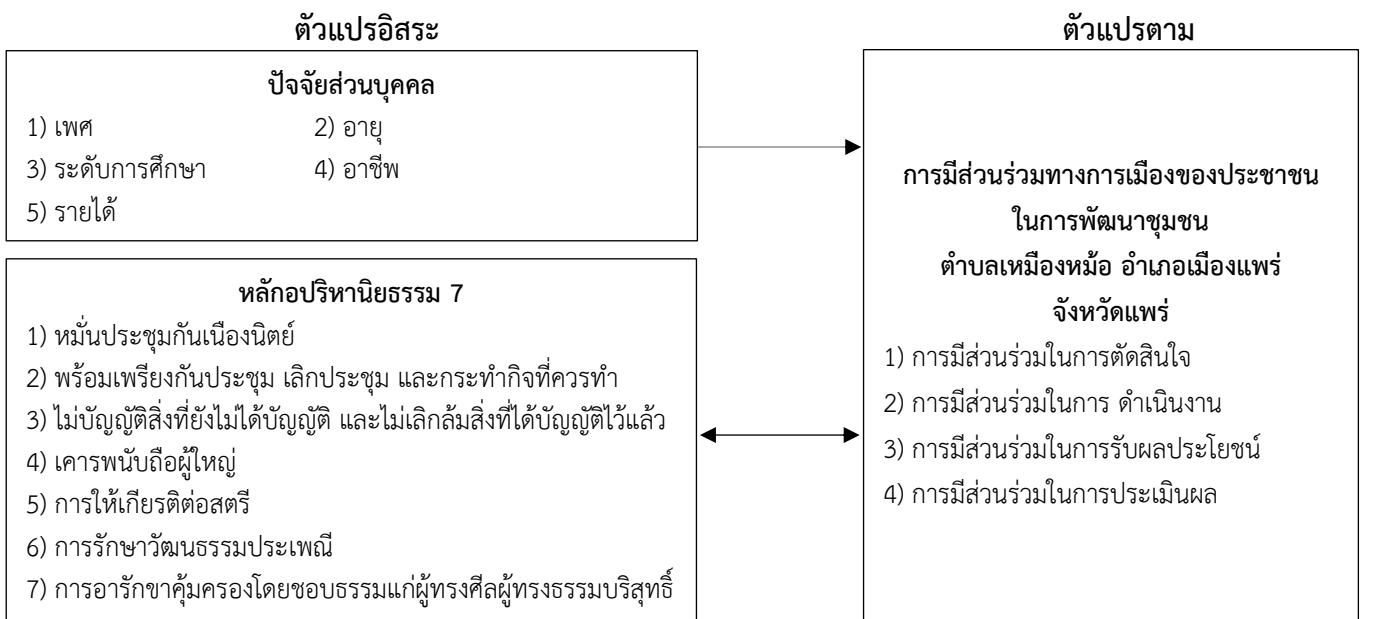 ตัวแปรอิสระ
ปัจจัยส่วนบุคคล
1) เพศ 2) อายุ
3) ระดับการศึกษา 4) อาชีพ
5) รายได้
หลักอปริหานิยธรรม 7
1) หมั่นประชุมกันเนืองนิตย์
2) พร้อมเพรียงกันประชุม เลิกประชุม และกระทำกิจที่ควรทำ
3) ไม่บัญญัติสิ่งที่ยังไม่ได้บัญญัติ และไม่เลิกล้มสิ่งที่ได้บัญญัติไว้แล้ว
4) เคารพนับถือผู้ใหญ่
5) การให้เกียรติต่อสตรี
6) การรักษาวัฒนธรรมประเพณี
7) การอารักขาคุ้มครองโดยชอบธรรมแก่ผู้ทรงศีลผู้ทรงธรรมบริสุทธิ์
ตัวแปรตาม
การมีส่วนร่วมทางการเมืองของประชาชน
ในการพัฒนาชุมชน
ตำบลเหมืองหม้อ อำเภอเมืองแพร่
จังหวัดแพร่
1) การมีส่วนร่วมในการตัดสินใจ
2) การมีส่วนร่วมในการ ดำเนินงาน
3) การมีส่วนร่วมในการรับผลประโยชน์
4) การมีส่วนร่วมในการประเมินผล